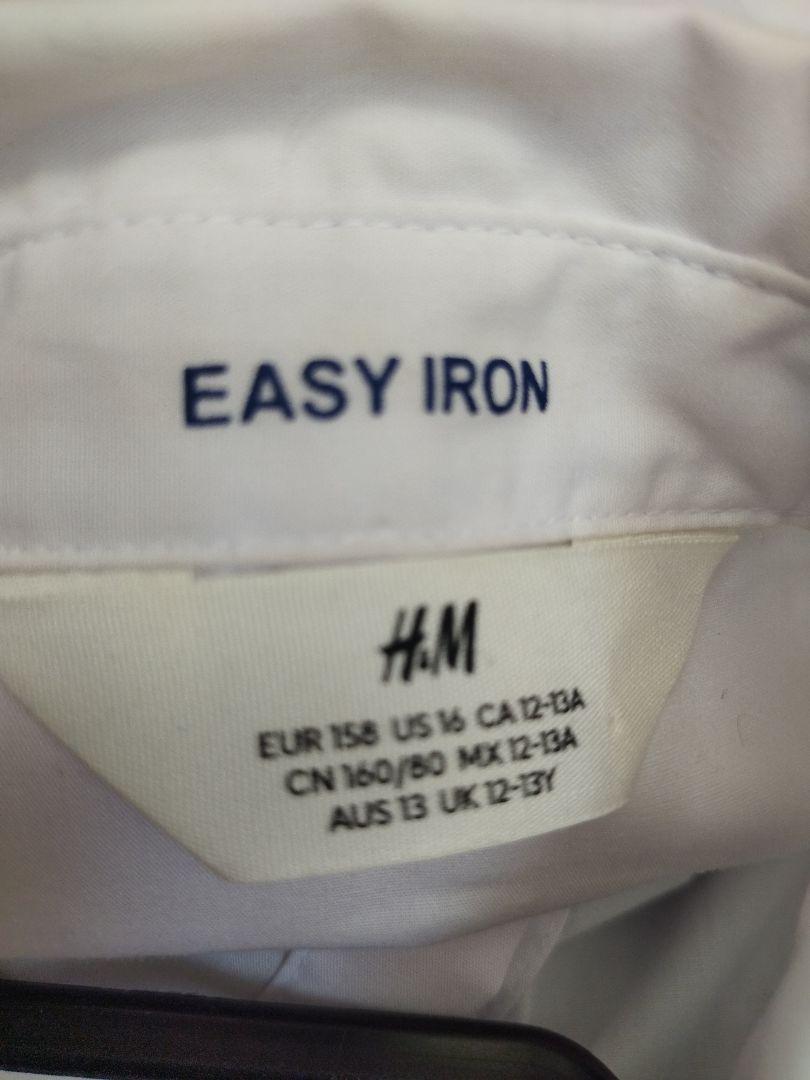 EASY IRON
H&M
EUR 158 US 16 CA 12-13A
CN 160/80 MX 12-13A
AUS 13 UK 12-13Y